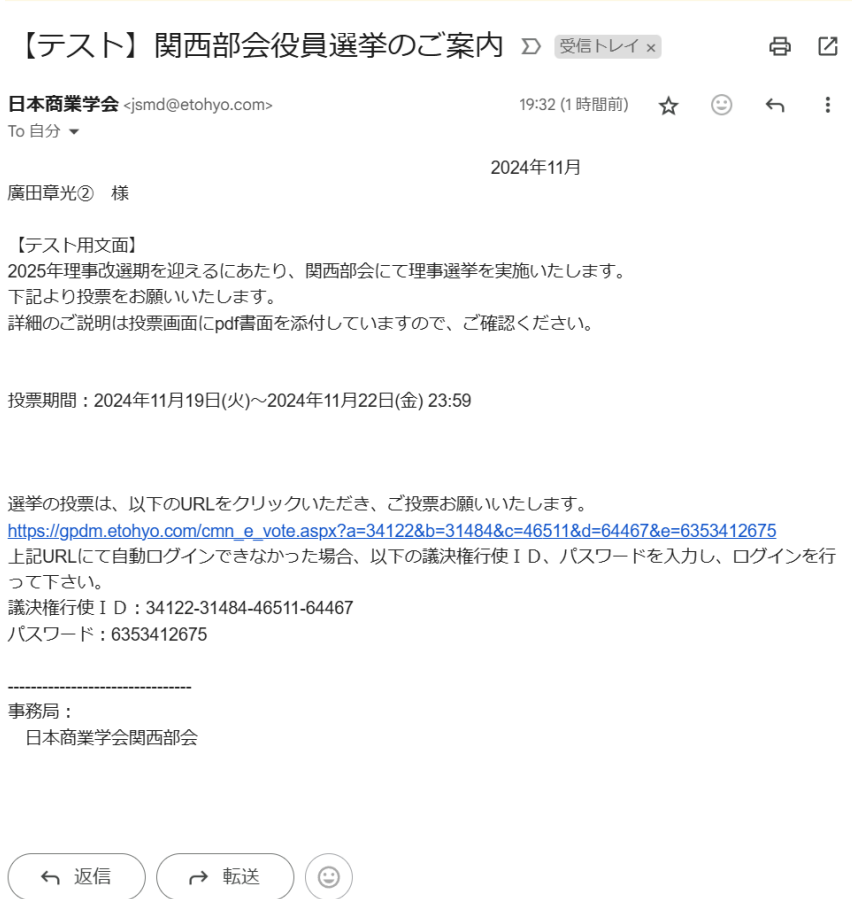 【テスト】関西部会役員選挙のご案内 受信トレイ ×
日本商業学会 <jsmd@etohyo.com> 19:32 (1 時間前)
To 自分
2024年11月
廣田章光② 様
【テスト用文面】
2025年理事改選期を迎えるにあたり、関西部会にて理事選挙を実施いたします。
下記より投票をお願いいたします。
詳細のご説明は投票画面にpdf書面を添付していますので、ご確認ください。
投票期間：2024年11月19日(火)～2024年11月22日(金) 23:59
選挙の投票は、以下のURLをクリックいただき、ご投票お願いいたします。
https://gpdm.etohyo.com/cmn_e_vote.aspx?a=34122&b=31484&c=46511&d=64467&e=6353412675
上記URLにて自動ログインできなかった場合、以下の議決権行使ＩＤ、パスワードを入力し、ログインを行
って下さい。
議決権行使ＩＤ：34122-31484-46511-64467
パスワード：6353412675
--------------------------------
事務局：
日本商業学会関西部会
返信 転送